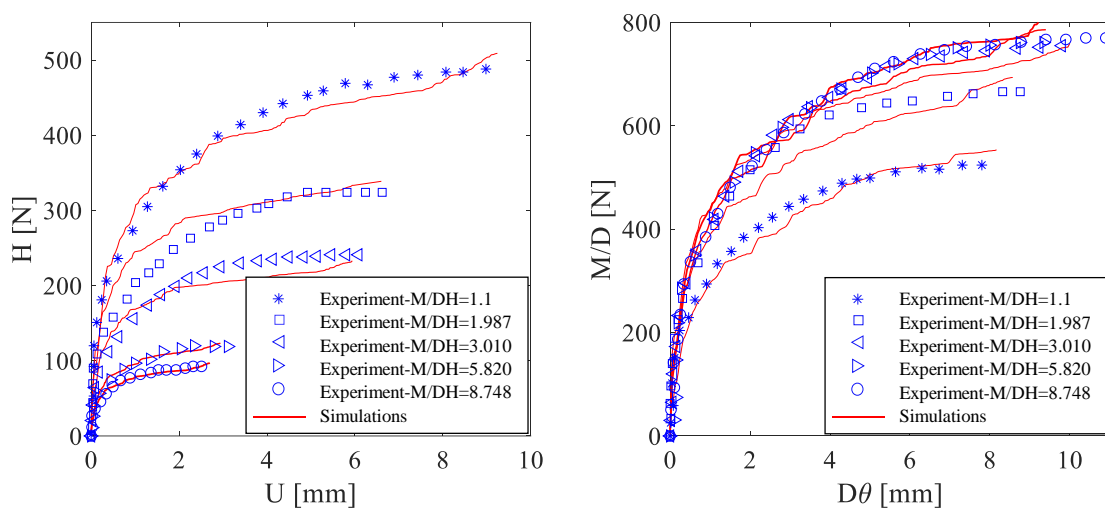 500
400
300
200
100
0
H [N]
Experiment-M/DH=1.1
Experiment-M/DH=1.987
Experiment-M/DH=3.010
Experiment-M/DH=5.820
Experiment-M/DH=8.748
Simulations
0 2 4 6 8 10
U [mm]
800
600
400
200
0
M/D [N]
Experiment-M/DH=1.1
Experiment-M/DH=1.987
Experiment-M/DH=3.010
Experiment-M/DH=5.820
Experiment-M/DH=8.748
Simulations
0 2 4 6 8 10
Dθ [mm]